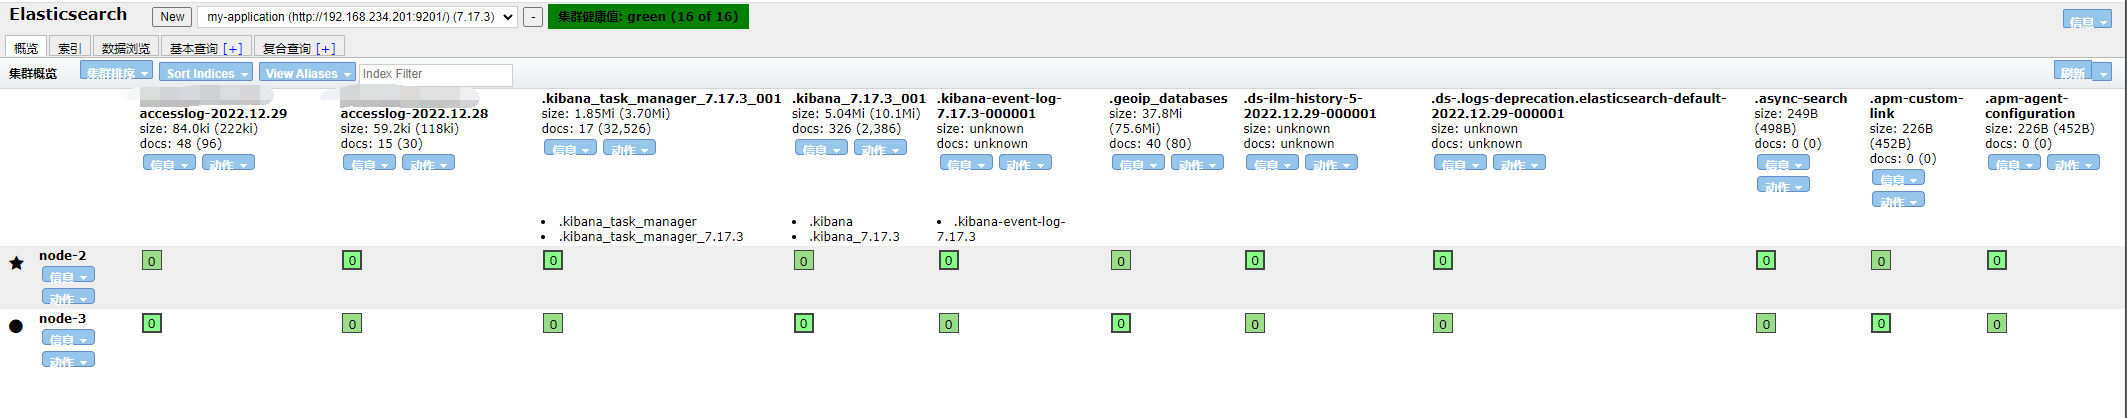 Elasticsearch
New
my-application (http://192.168.234.201:9201/) (7.17.3)
-
集群健康值: green (16 of 16)
信息
概览
索引
数据浏览
基本查询 [+]
复合查询 [+]
集群概览
集群排序
Sort Indices
View Aliases
Index Filter
刷新
accesslog-2022.12.29
size: 84.0ki (222ki)
docs: 48 (96)
信息 动作
accesslog-2022.12.28
size: 59.2ki (118ki)
docs: 15 (30)
信息 动作
.kibana_task_manager_7.17.3_001
size: 1.85Mi (3.70Mi)
docs: 17 (32,526)
信息 动作
• .kibana_task_manager
• .kibana_task_manager_7.17.3
.kibana_7.17.3_001
size: 5.04Mi (10.1Mi)
docs: 326 (2,386)
信息 动作
• .kibana
• .kibana_7.17.3
.kibana-event-log-
7.17.3-000001
size: unknown
docs: unknown
信息 动作
• .kibana-event-log-
7.17.3
.geoip_databases
size: 37.8Mi
(75.6Mi)
docs: 40 (80)
信息 动作
.ds-ilm-history-5-
2022.12.29-000001
size: unknown
docs: unknown
信息 动作
.ds-.logs-deprecation.elasticsearch-default-
2022.12.29-000001
size: unknown
docs: unknown
信息 动作
.async-search
size: 249B
(498B)
docs: 0 (0)
信息
动作
.apm-custom-
link
size: 226B
(452B)
docs: 0 (0)
信息
动作
.apm-agent-
configuration
size: 226B (452B)
docs: 0 (0)
信息 动作
★ node-2
信息
动作
0 0 0 0 0 0 0 0 0 0 0
● node-3
信息
动作
0 0 0 0 0 0 0 0 0 0 0